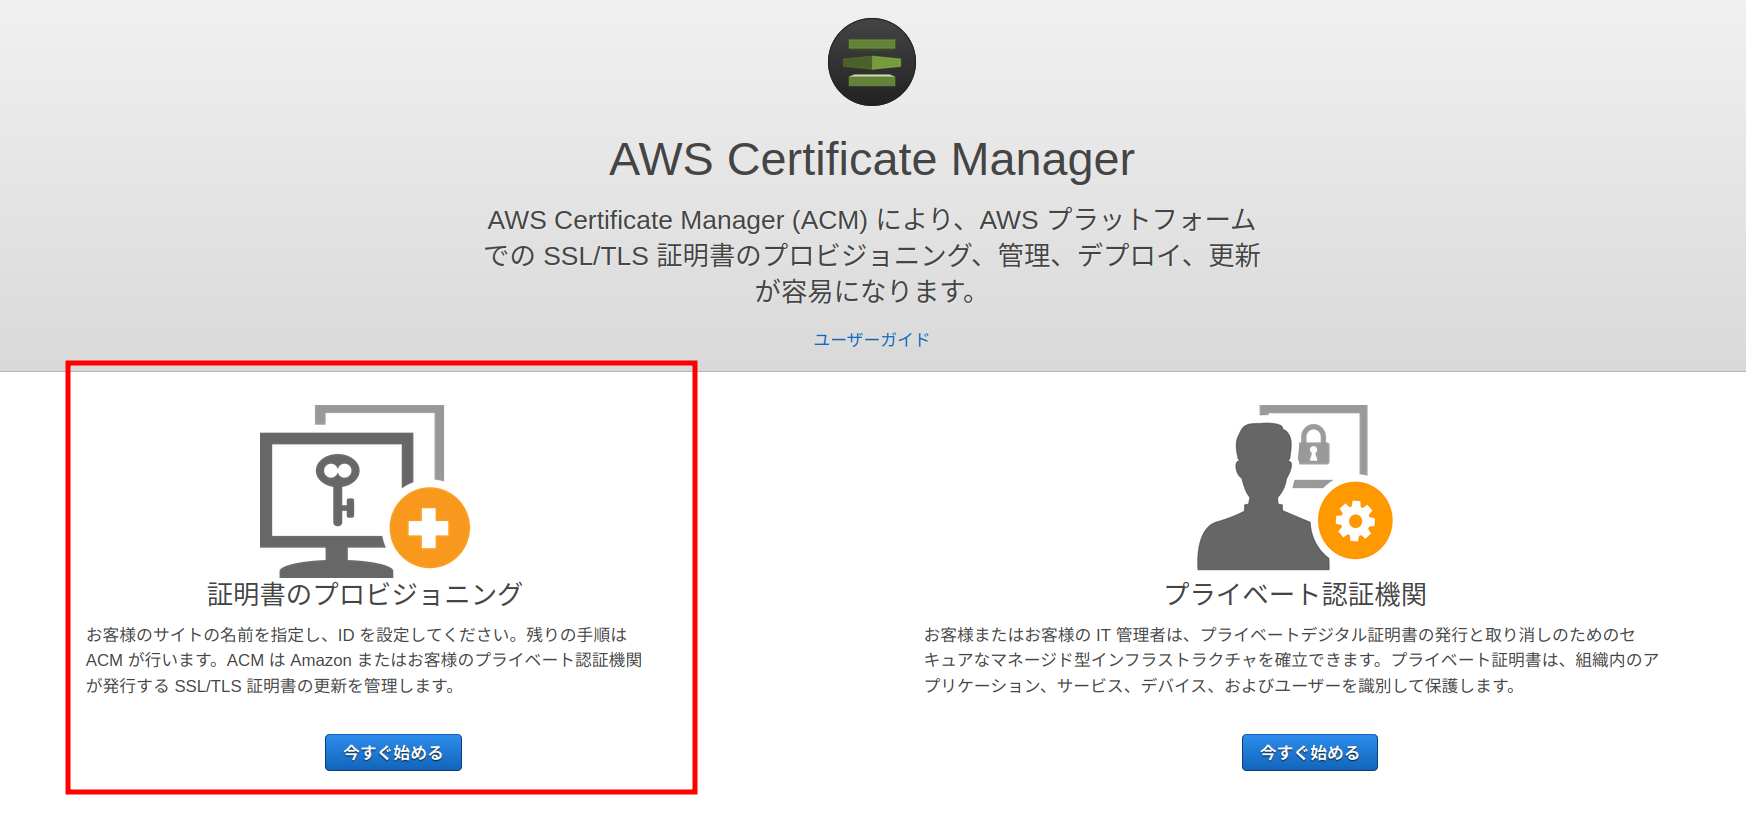 AWS Certificate Manager
AWS Certificate Manager (ACM) により、AWS プラットフォーム
での SSL/TLS 証明書のプロビジョニング、管理、デプロイ、更新
が容易になります。
ユーザーガイド
証明書のプロビジョニング
お客様のサイトの名前を指定し、ID を設定してください。残りの手順は
ACM が行います。ACM は Amazon またはお客様のプライベート認証機関
が発行する SSL/TLS 証明書の更新を管理します。
今すぐ始める
プライベート認証機関
お客様またはお客様の IT 管理者は、プライベートデジタル証明書の発行と取り消しのためのセ
キュアなマネージド型インフラストラクチャを確立できます。プライベート証明書は、組織内のア
プリケーション、サービス、デバイス、およびユーザーを識別して保護します。
今すぐ始める